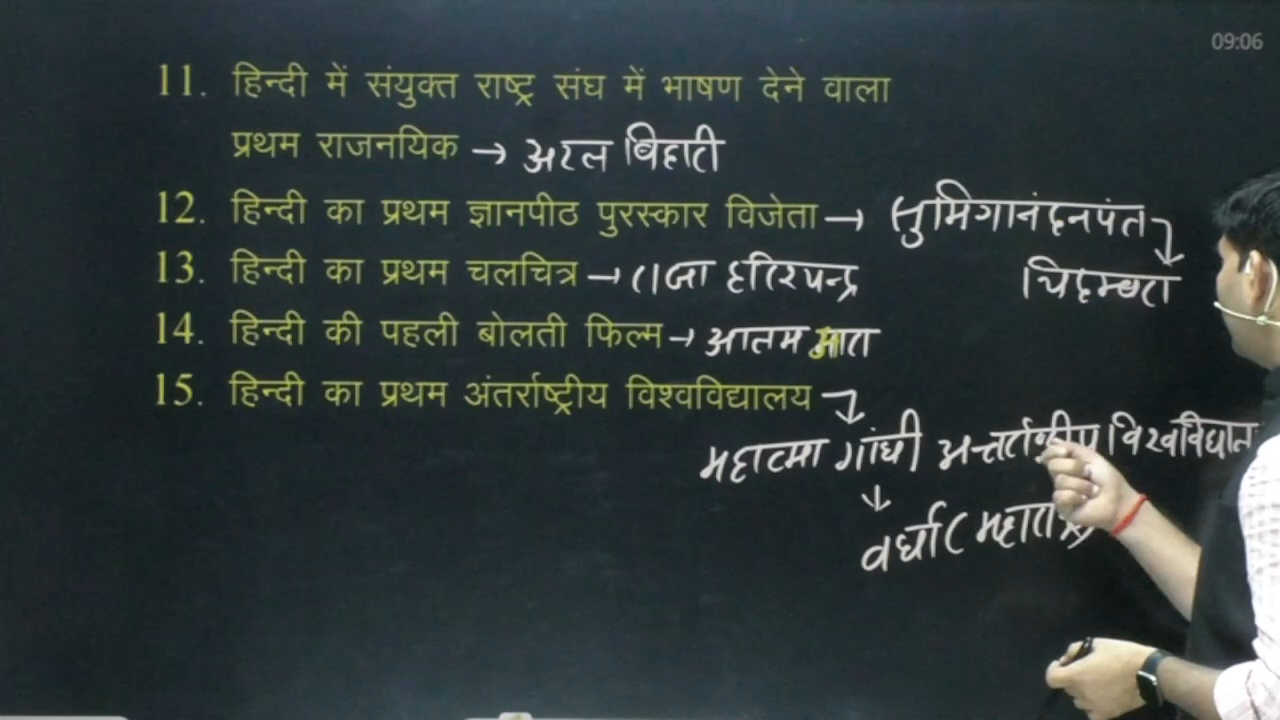 09:06
11. हिन्दी में संयुक्त राष्ट्र संघ में भाषण देने वाला
प्रथम राजनयिक → अटल बिहारी
12. हिन्दी का प्रथम ज्ञानपीठ पुरस्कार विजेता → सुमित्रानंदनपंत
13. हिन्दी का प्रथम चलचित्र → राजा हरिश्चन्द्र
चिदम्बरा
14. हिन्दी की पहली बोलती फिल्म → आलम आरा
15. हिन्दी का प्रथम अंतर्राष्ट्रीय विश्वविद्यालय
महात्मा गांधी अन्तर्राष्ट्रीय विश्वविद्याल
वर्धा (महाराष्ट्र